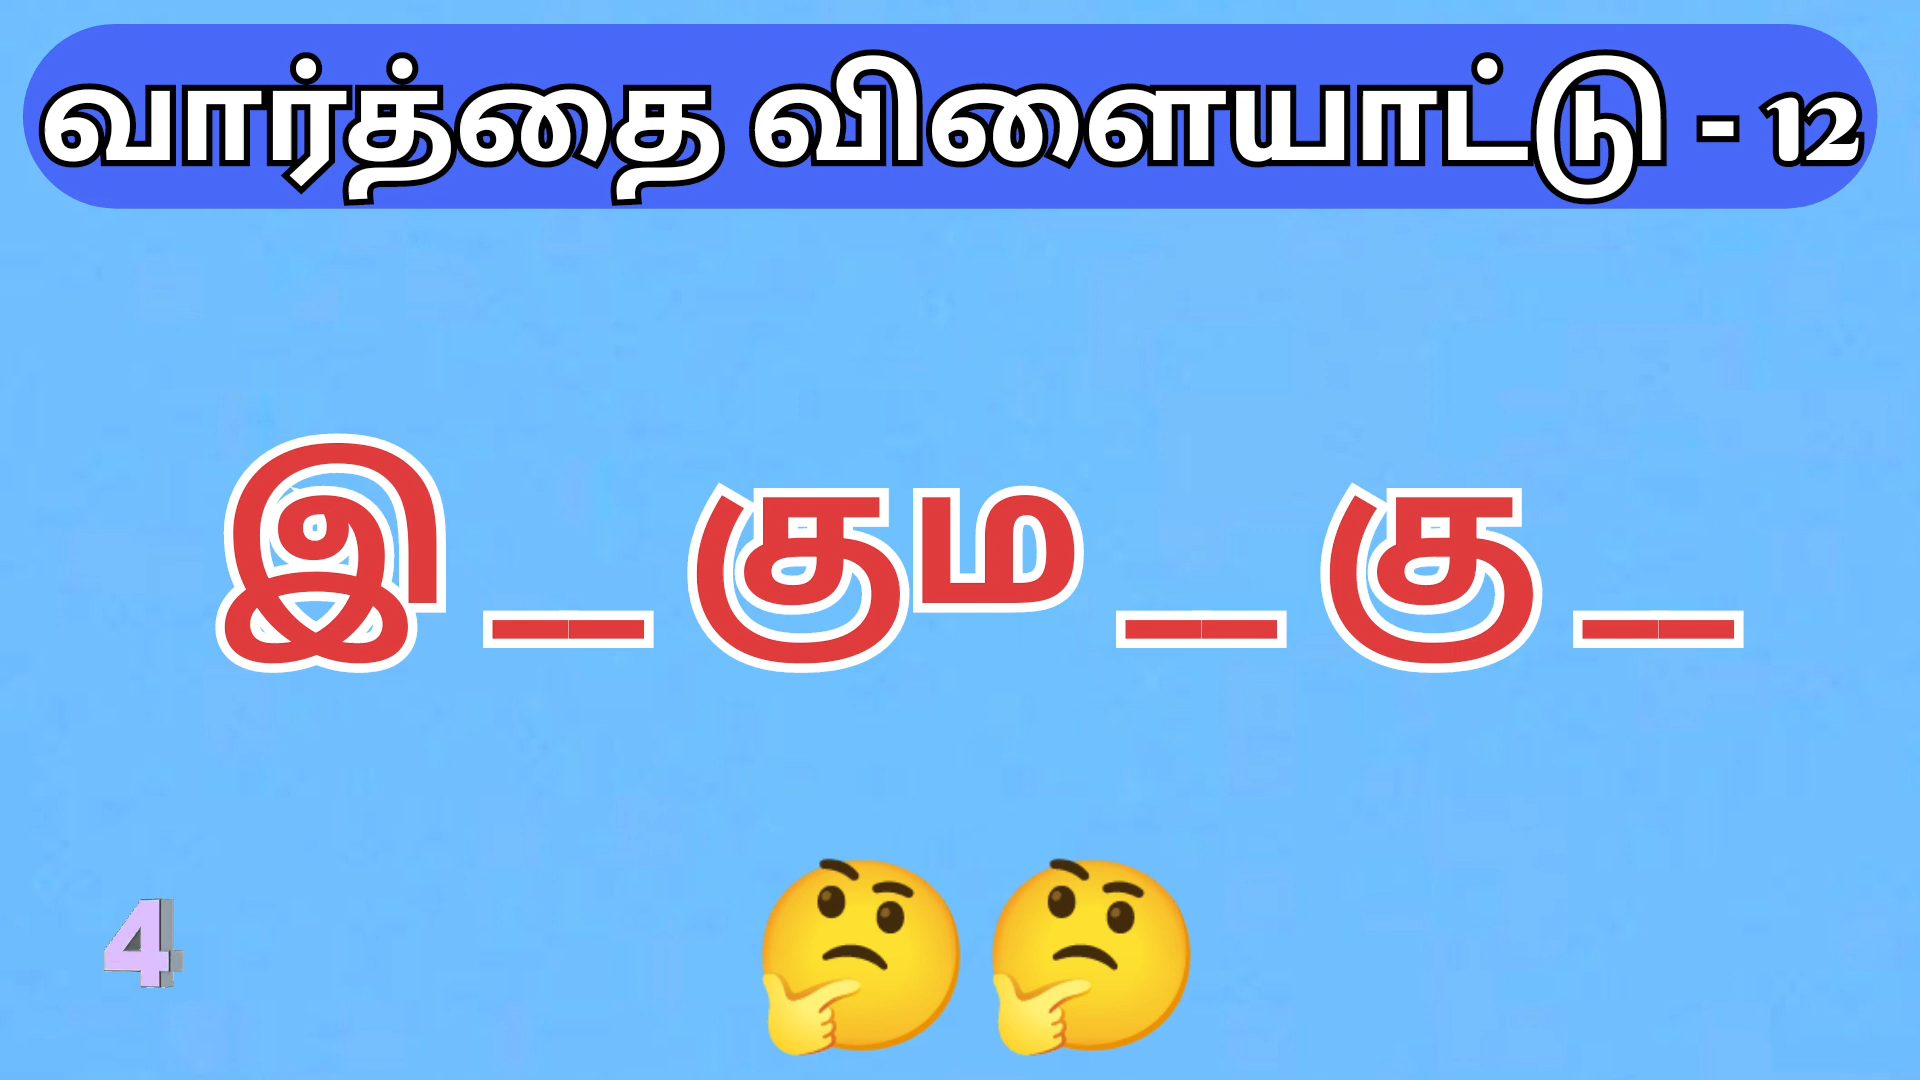 வார்த்தை விளையாட்டு - 12
இ _ கும _ கு _
4